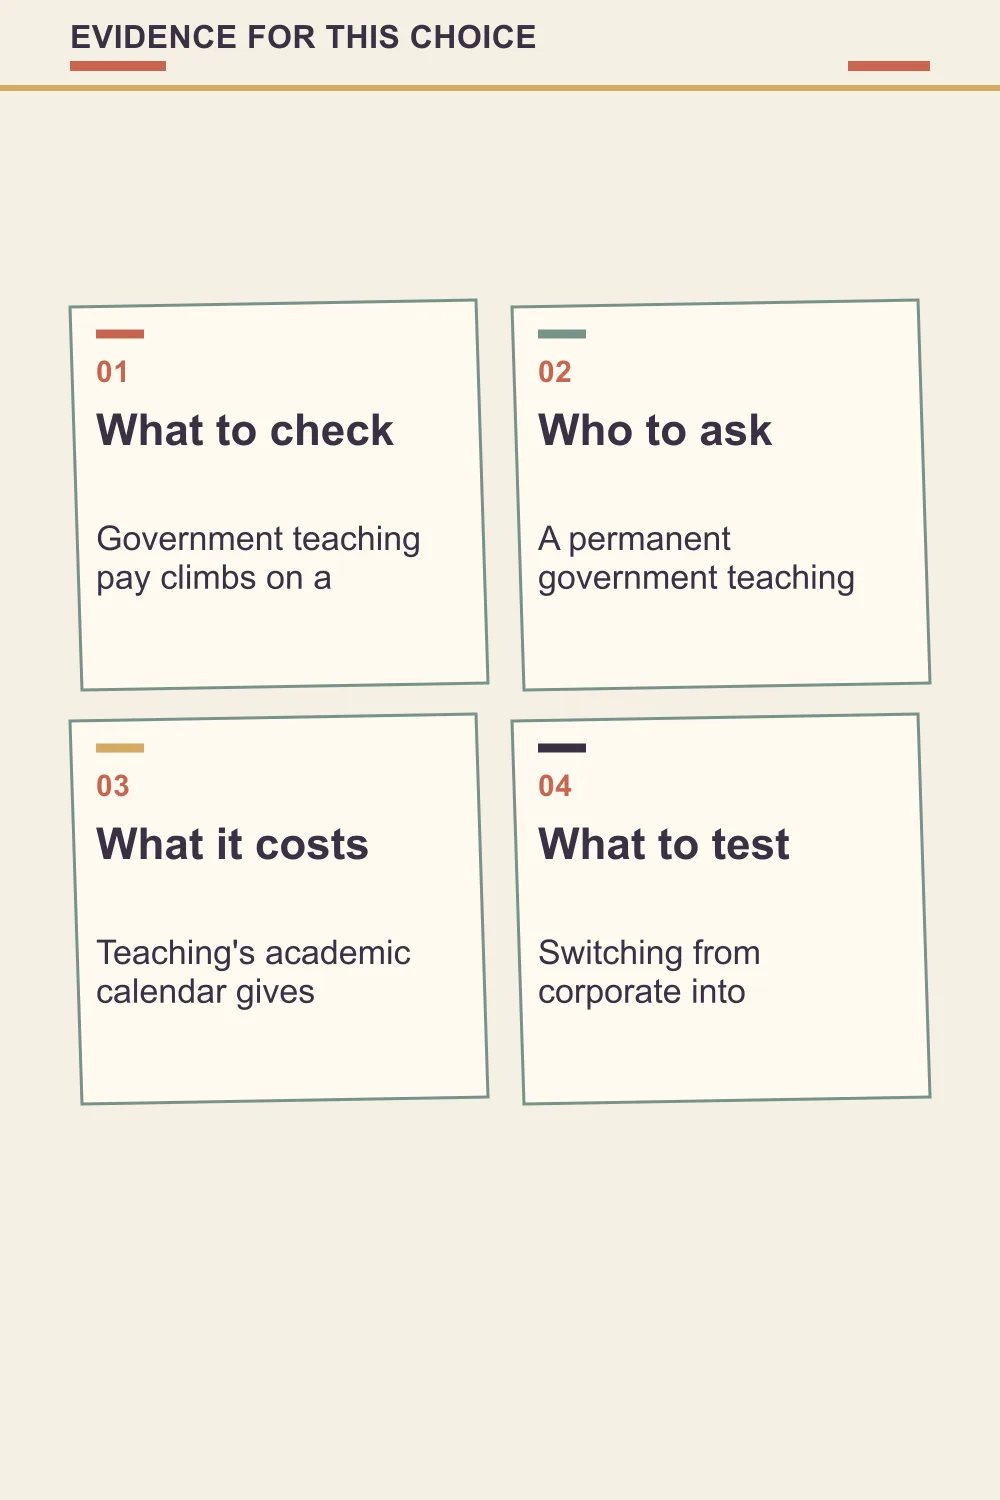 EVIDENCE FOR THIS CHOICE
01
What to check
Government teaching
pay climbs on a
02
Who to ask
A permanent
government teaching
03
What it costs
Teaching's academic
calendar gives
04
What to test
Switching from
corporate into